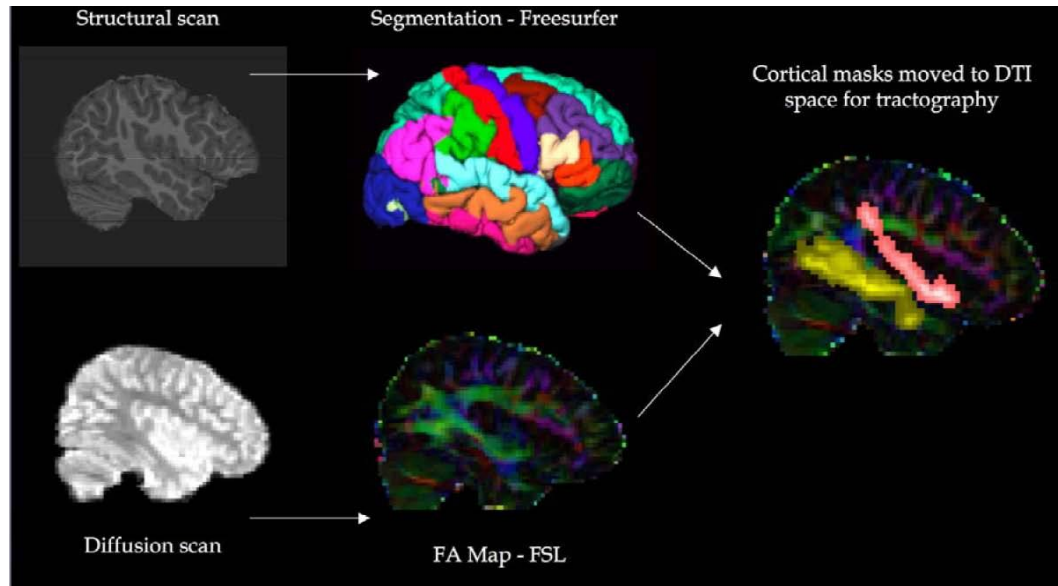 Structural scan
Segmentation - Freesurfer
Cortical masks moved to DTI
space for tractography
Diffusion scan
FA Map - FSL